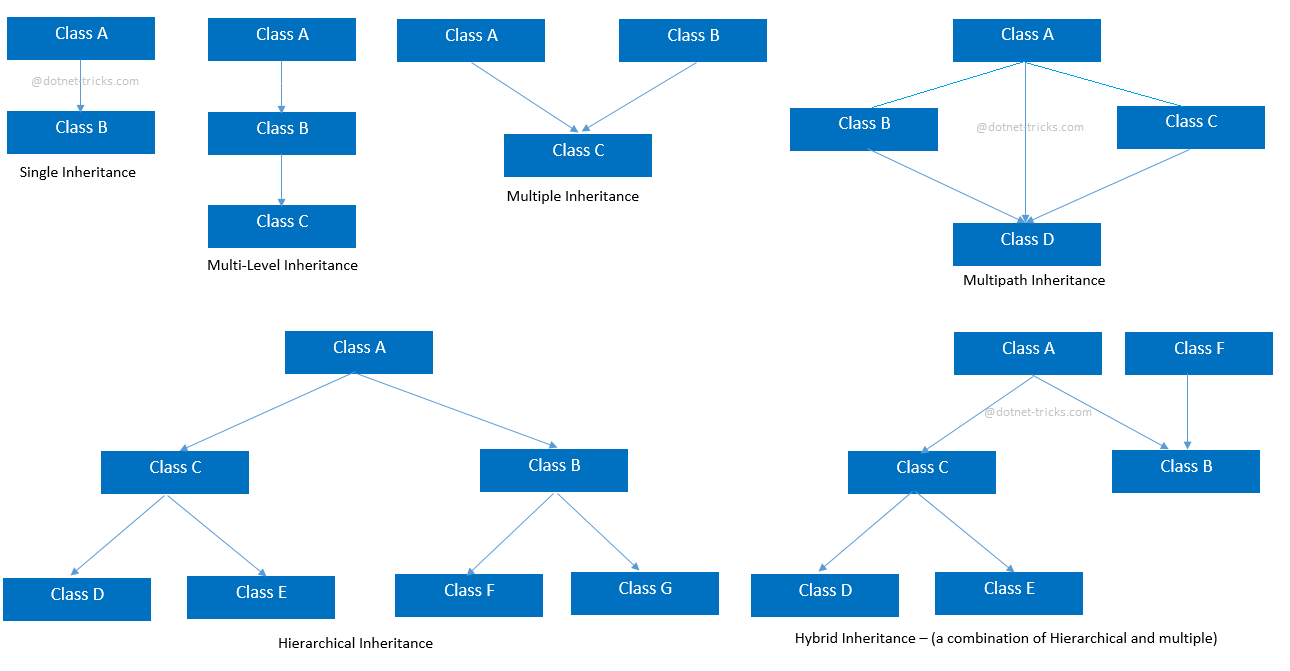 Class A
@dotnet-tricks.com
Class B
Single Inheritance
Class A
Class B
Class C
Multi-Level Inheritance
Class A
Class B
Class C
Multiple Inheritance
Class A
Class B
@dotnet-tricks.com
Class C
Class D
Multipath Inheritance
Class A
Class C
Class B
Class D
Class E
Class F
Class G
Hierarchical Inheritance
Class A
Class F
@dotnet-tricks.com
Class C
Class B
Class D
Class E
Hybrid Inheritance – (a combination of Hierarchical and multiple)